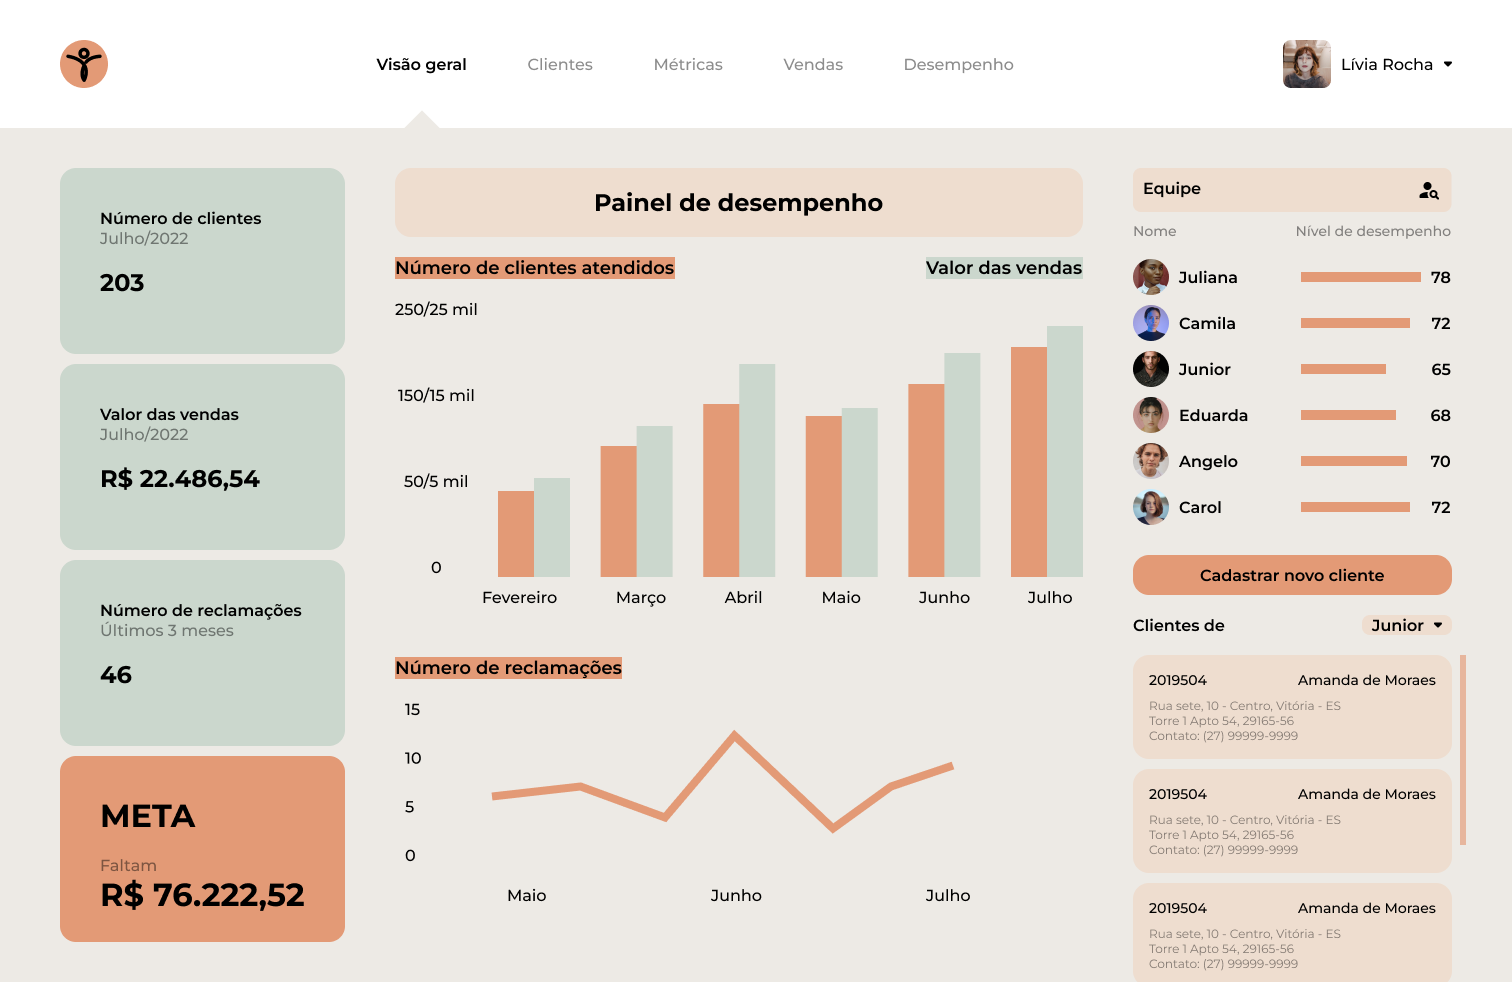 Visão geral
Clientes
Métricas
Vendas
Desempenho
Lívia Rocha
Número de clientes
Julho/2022
203
Valor das vendas
Julho/2022
R$ 22.486,54
Número de reclamações
Últimos 3 meses
46
META
Faltam
R$ 76.222,52
Painel de desempenho
Número de clientes atendidos
Valor das vendas
250/25 mil
150/15 mil
50/5 mil
0
Fevereiro
Março
Abril
Maio
Junho
Julho
Número de reclamações
15
10
5
0
Maio
Junho
Julho
Equipe
Nome
Nível de desempenho
Juliana 78
Camila 72
Junior 65
Eduarda 68
Angelo 70
Carol 72
Cadastrar novo cliente
Clientes de Junior
2019504 Amanda de Moraes
Rua sete, 10 - Centro, Vitória - ES
Torre 1 Apto 54, 29165-56
Contato: (27) 99999-9999
2019504 Amanda de Moraes
Rua sete, 10 - Centro, Vitória - ES
Torre 1 Apto 54, 29165-56
Contato: (27) 99999-9999
2019504 Amanda de Moraes
Rua sete, 10 - Centro, Vitória - ES
Torre 1 Apto 54, 29165-56
Contato: (27) 99999-9999